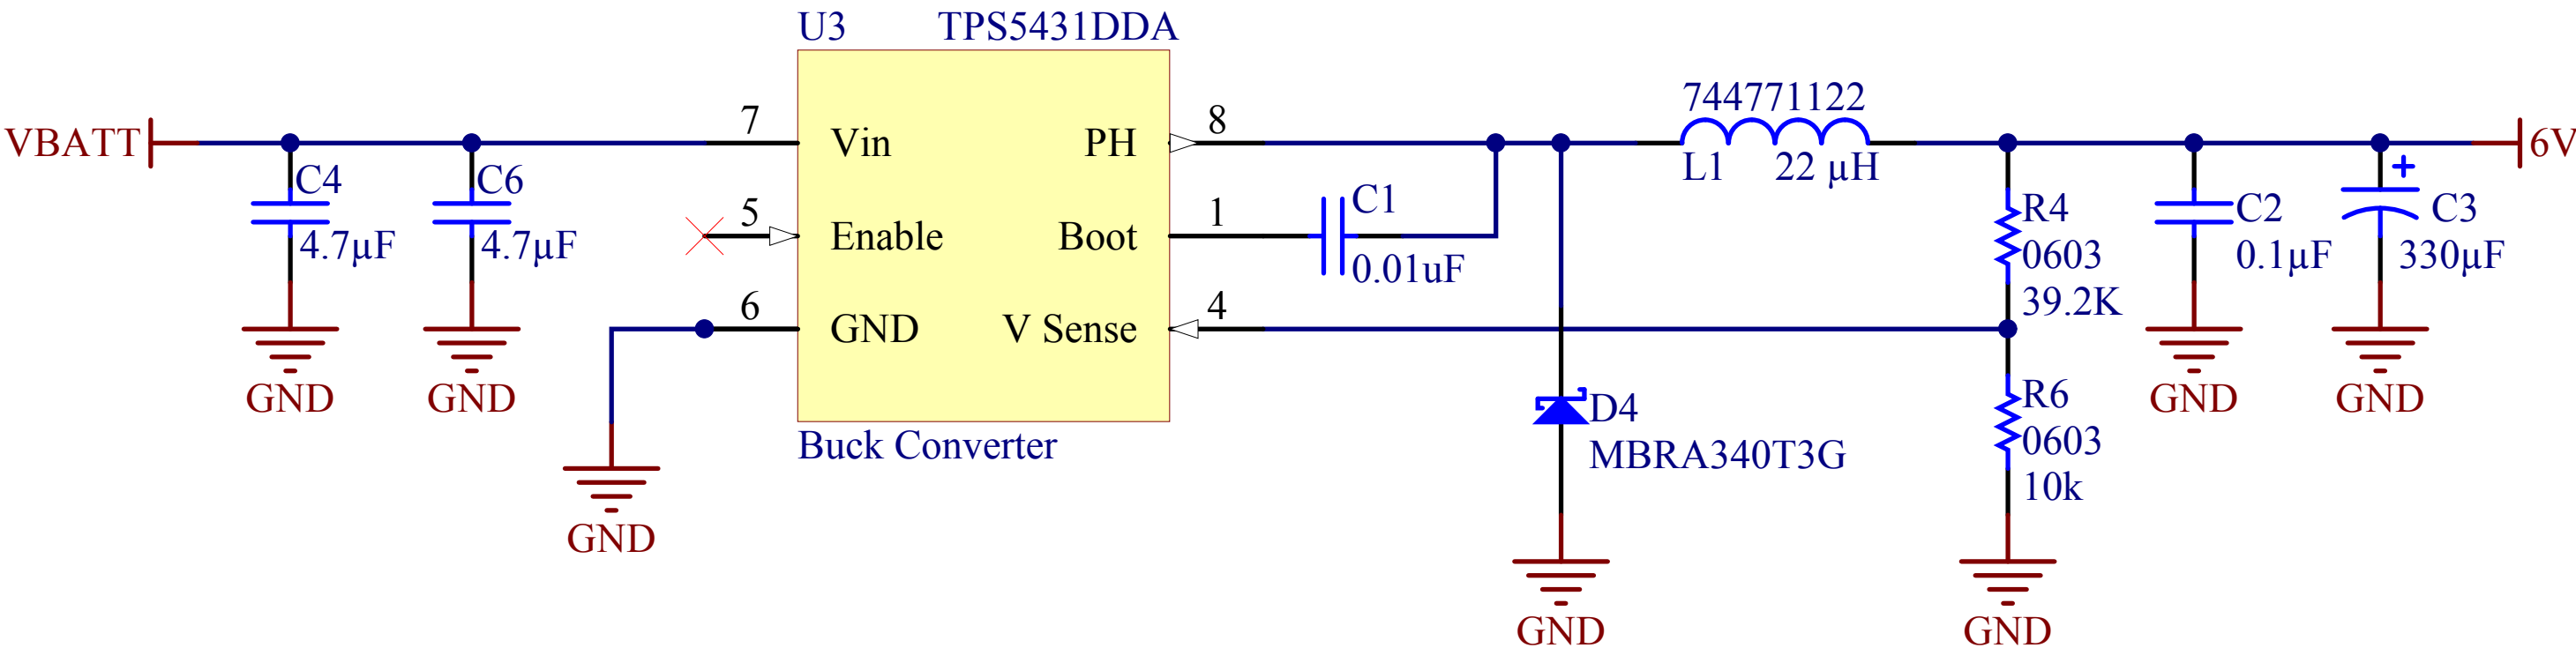 U3 TPS5431DDA
VBATT
C4
4.7µF
GND
C6
4.7µF
GND
7 Vin
5 Enable
6 GND
GND
PH 8
Boot 1
V Sense 4
Buck Converter
C1
0.01uF
744771122
L1 22 µH
D4
MBRA340T3G
GND
R4
0603
39.2K
R6
0603
10k
GND
C2
0.1µF
GND
+
C3
330µF
GND
6V